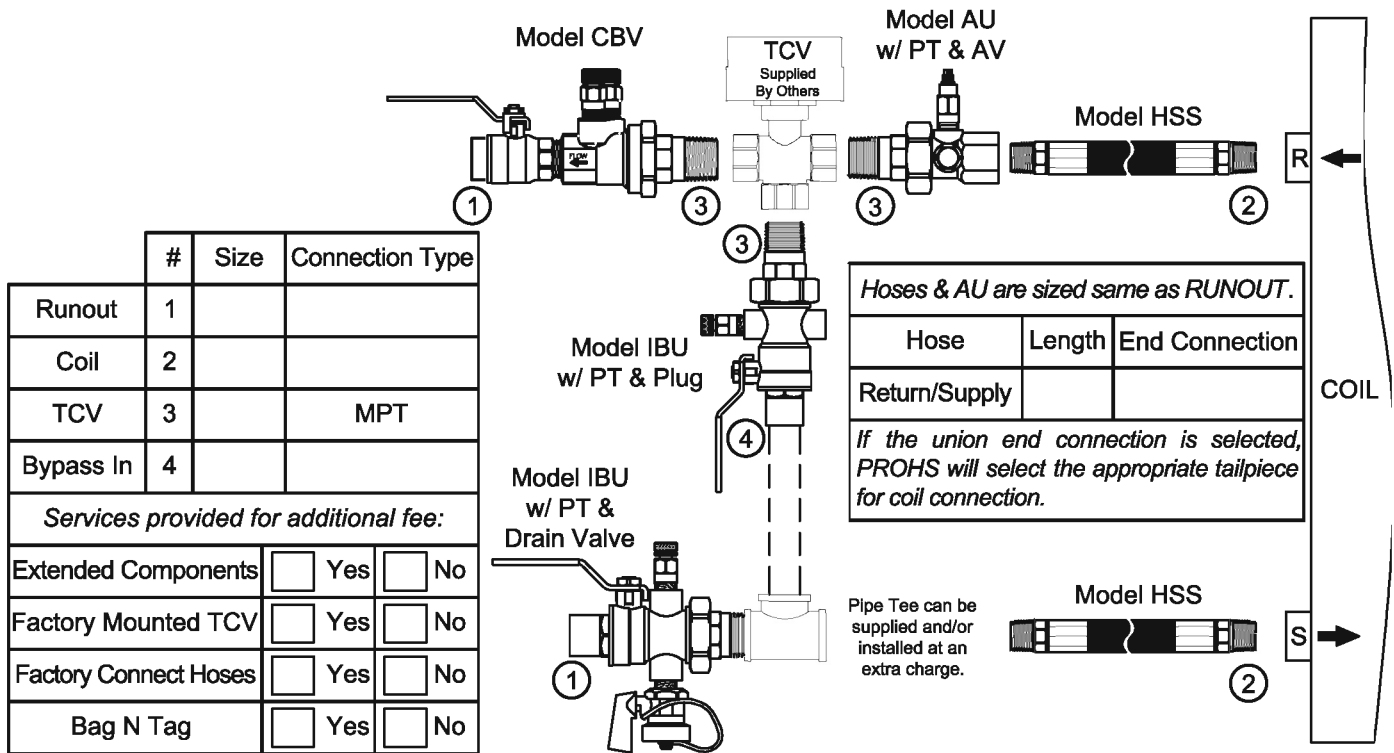 Model CBV
TCV
Supplied
By Others
Model AU
w/ PT & AV
Model HSS
FLOW
R
1
3
3
2
3
# Size Connection Type
Runout 1
Coil 2
TCV 3 MPT
Bypass In 4
Services provided for additional fee:
Extended Components Yes No
Factory Mounted TCV Yes No
Factory Connect Hoses Yes No
Bag N Tag Yes No
Model IBU
w/ PT & Plug
4
Hoses & AU are sized same as RUNOUT.
Hose Length End Connection
Return/Supply
If the union end connection is selected,
PROHS will select the appropriate tailpiece
for coil connection.
COIL
Model IBU
w/ PT &
Drain Valve
1
Pipe Tee can be
supplied and/or
installed at an
extra charge.
Model HSS
S
2